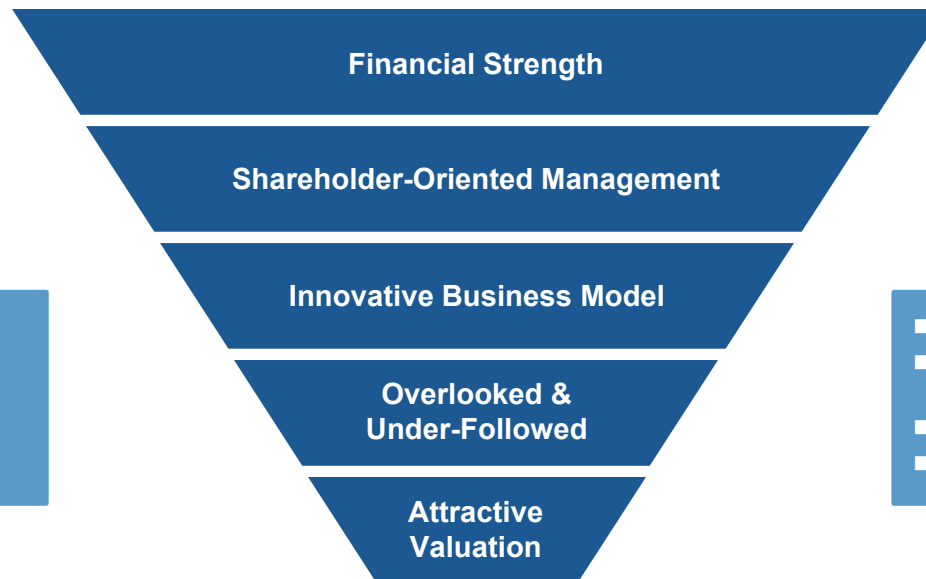 Financial Strength
Shareholder-Oriented Management
Innovative Business Model
Overlooked &
Under-Followed
Attractive
Valuation